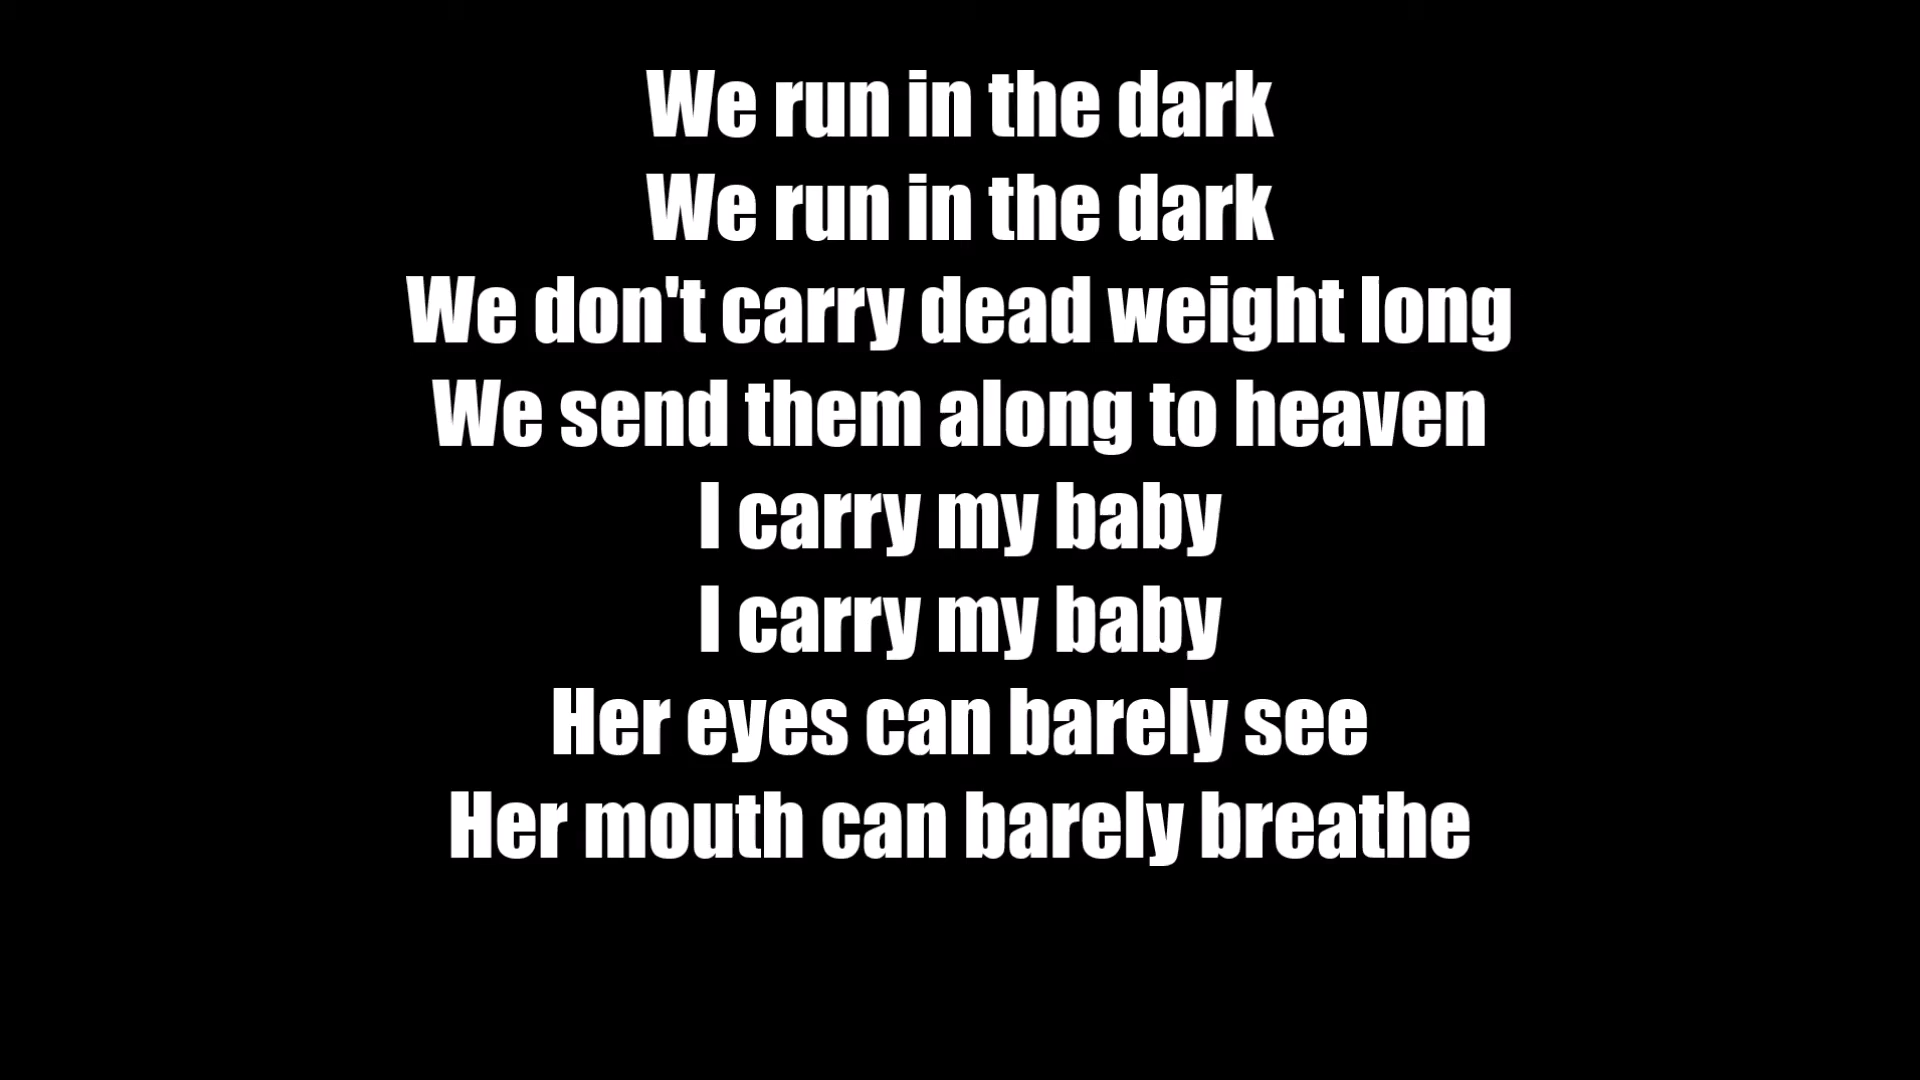 We run in the dark
We run in the dark
We don't carry dead weight long
We send them along to heaven
I carry my baby
I carry my baby
Her eyes can barely see
Her mouth can barely breathe